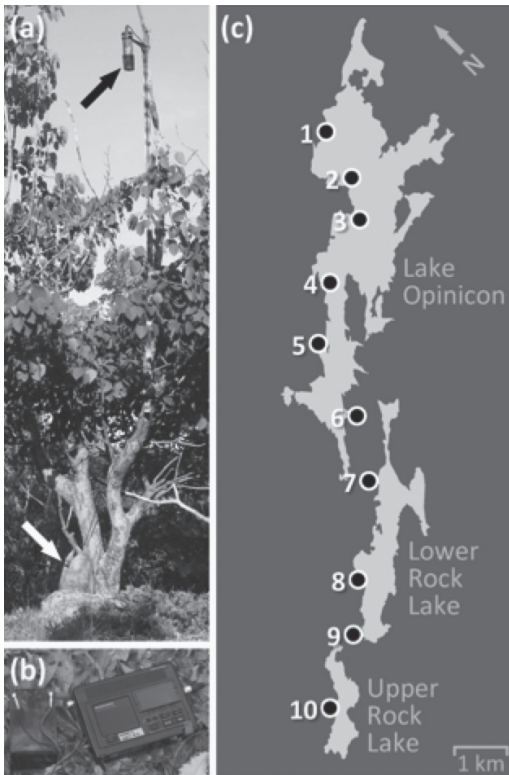 (a)
(b)
(c)
N
1
2
3
4
5
6
7
8
9
10
Lake
Opinicon
Lower
Rock
Lake
Upper
Rock
Lake
1 km